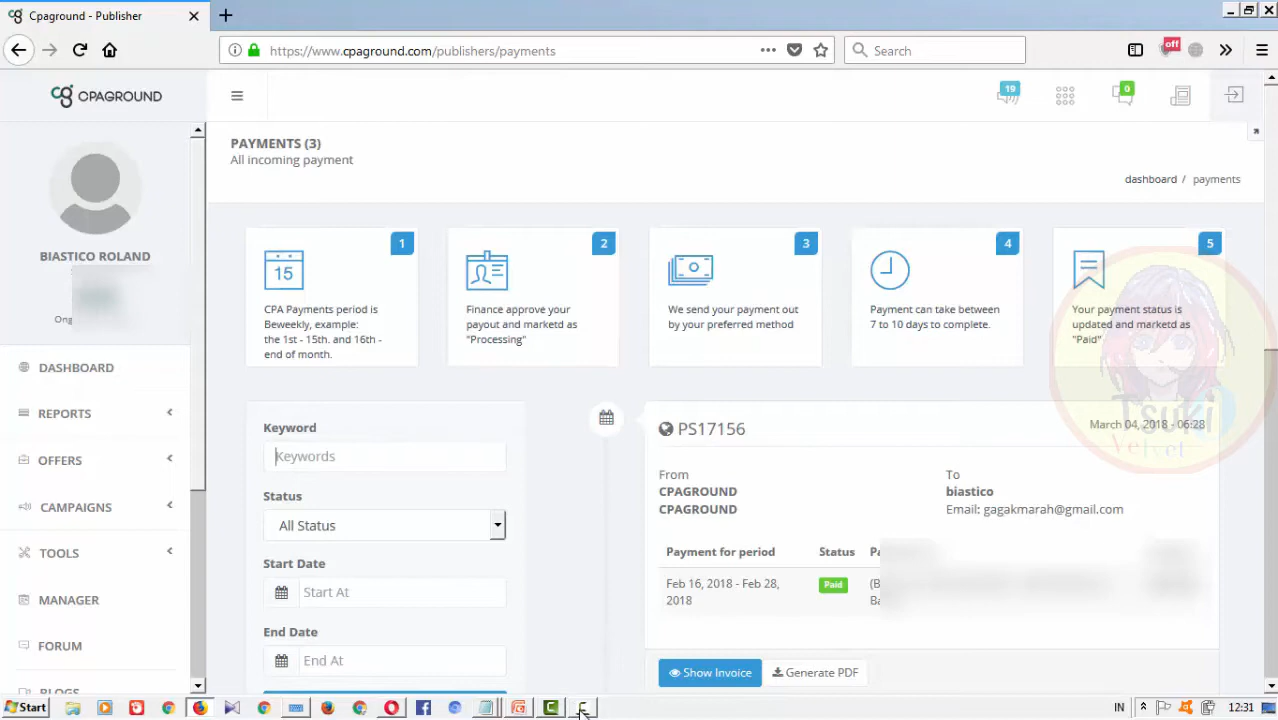 Cpaground - Publisher
https://www.cpaground.com/publishers/payments
Search
off
CPAGROUND
19
0
PAYMENTS (3)
All incoming payment
dashboard / payments
BIASTICO ROLAND
Ong
DASHBOARD
REPORTS
OFFERS
CAMPAIGNS
TOOLS
MANAGER
FORUM
BLOGS
1
15
CPA Payments period is
Beweekly, example:
the 1st - 15th. and 16th -
end of month.
2
Finance approve your
payout and marketd as
"Processing"
3
We send your payment out
by your preferred method
4
Payment can take between
7 to 10 days to complete.
5
Your payment status is
updated and marketd as
"Paid"
Keyword
Keywords
Status
All Status
Start Date
Start At
End Date
End At
PS17156
March 04, 2018 - 06:28
From
CPAGROUND
CPAGROUND
To
biastico
Email: gagakmarah@gmail.com
Payment for period
Status
Feb 16, 2018 - Feb 28,
2018
Paid
Show Invoice
Generate PDF
Tsuki
Velvet
Start
IN
12:31